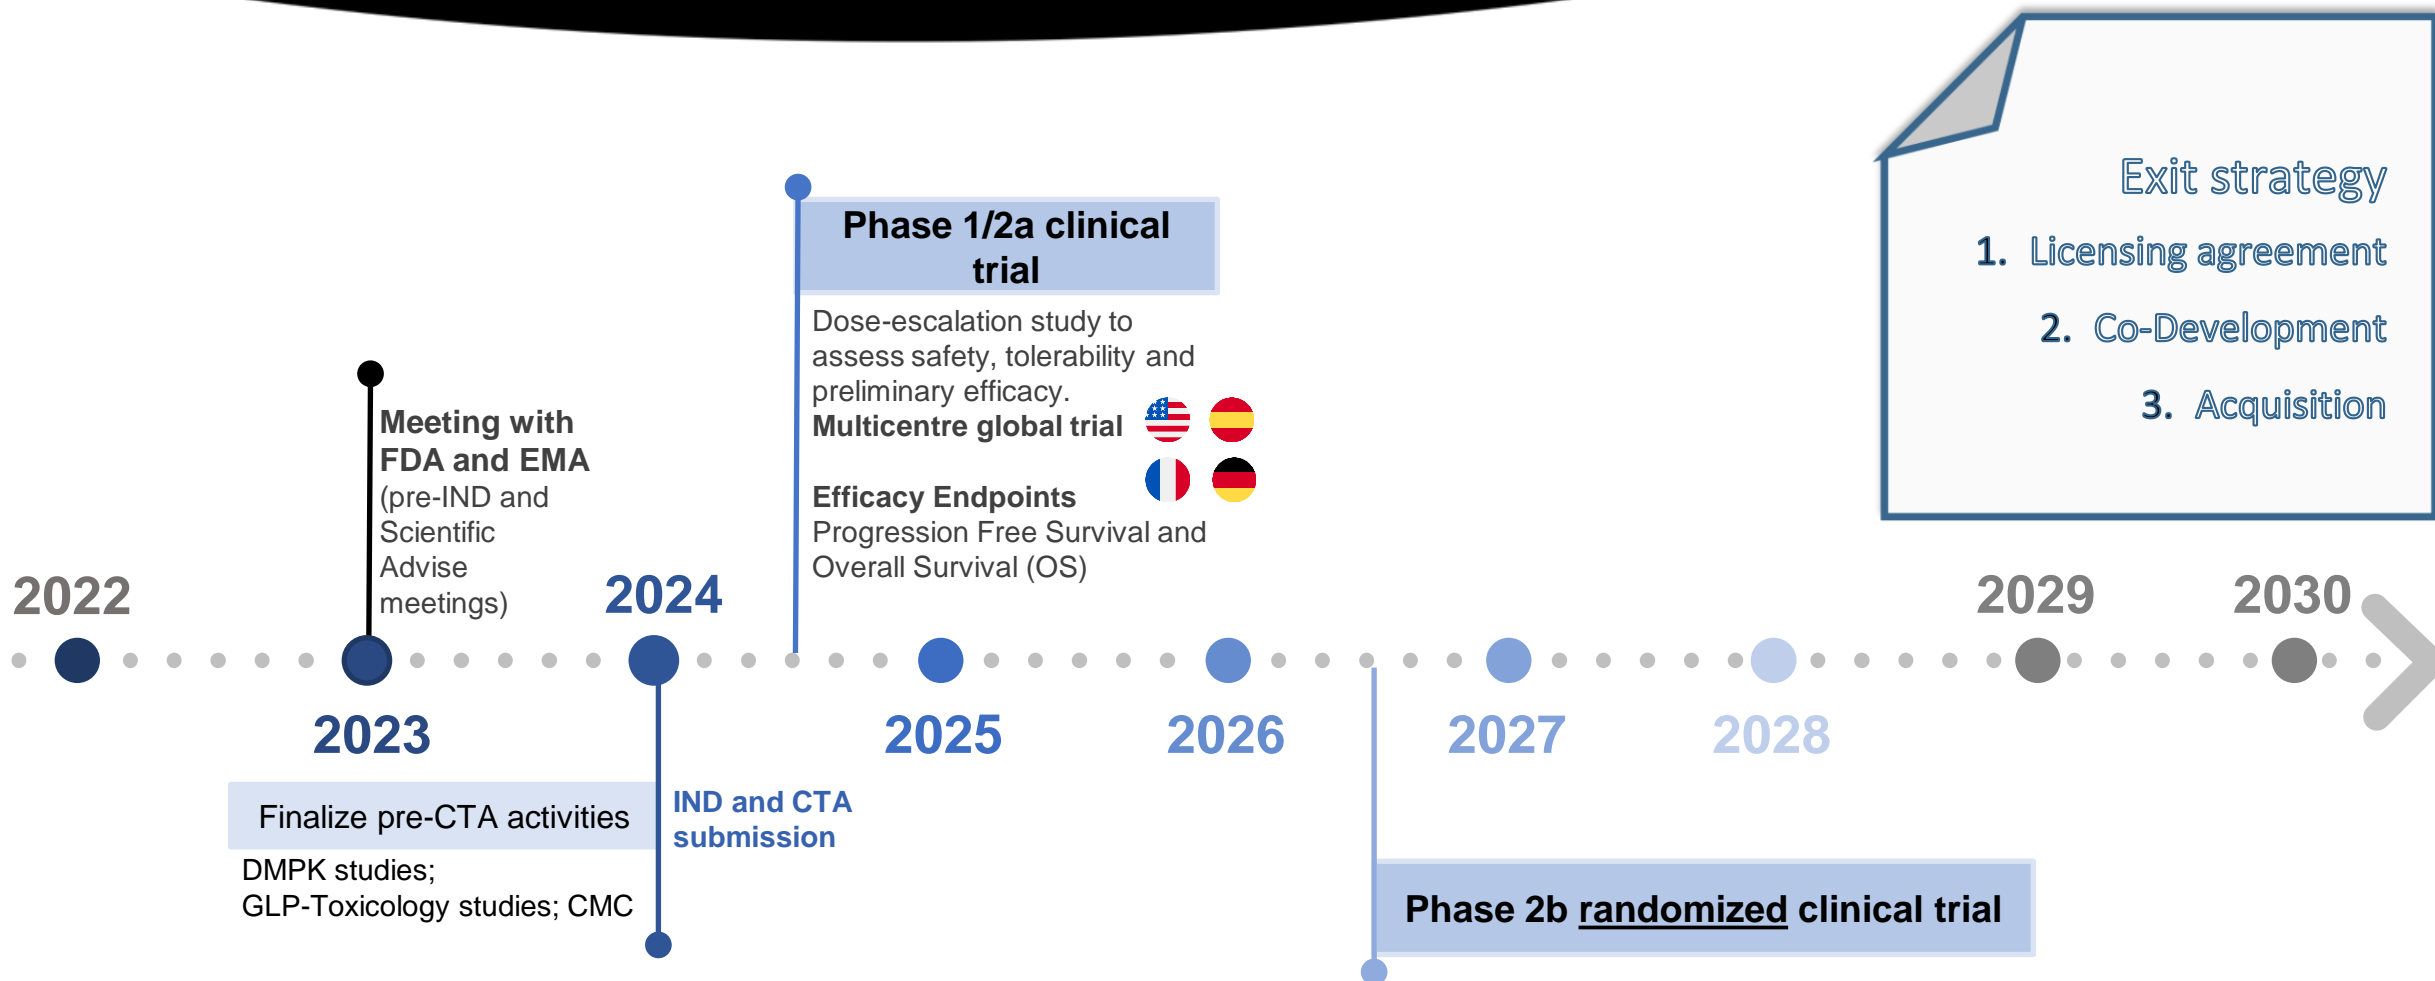 Exit strategy
1. Licensing agreement
2. Co-Development
3. Acquisition
Phase 1/2a clinical
trial
Dose-escalation study to
assess safety, tolerability and
preliminary efficacy.
Multicentre global trial
Efficacy Endpoints
Progression Free Survival and
Overall Survival (OS)
Meeting with
FDA and EMA
(pre-IND and
Scientific
Advise
meetings)
2022
2024
2029
2030
2023
2025
2026
2027
2028
Finalize pre-CTA activities
DMPK studies;
GLP-Toxicology studies; CMC
IND and CTA
submission
Phase 2b randomized clinical trial